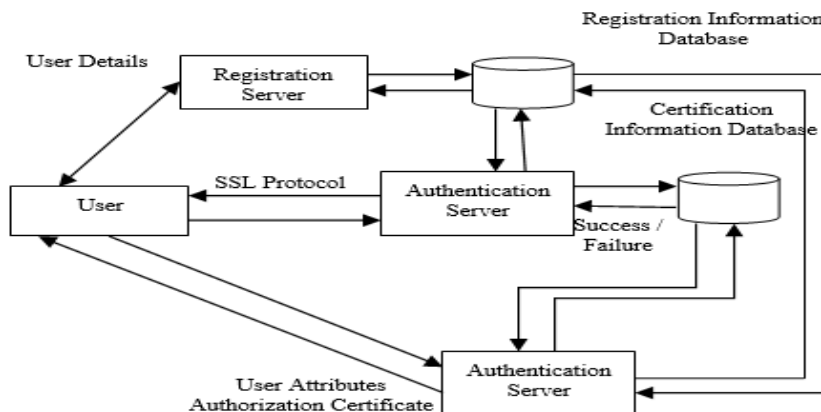 Registration Information
Database
User Details
Registration
Server
Certification
Information Database
SSL Protocol
User
Authentication
Server
Success /
Failure
Authentication
Server
User Attributes
Authorization Certificate